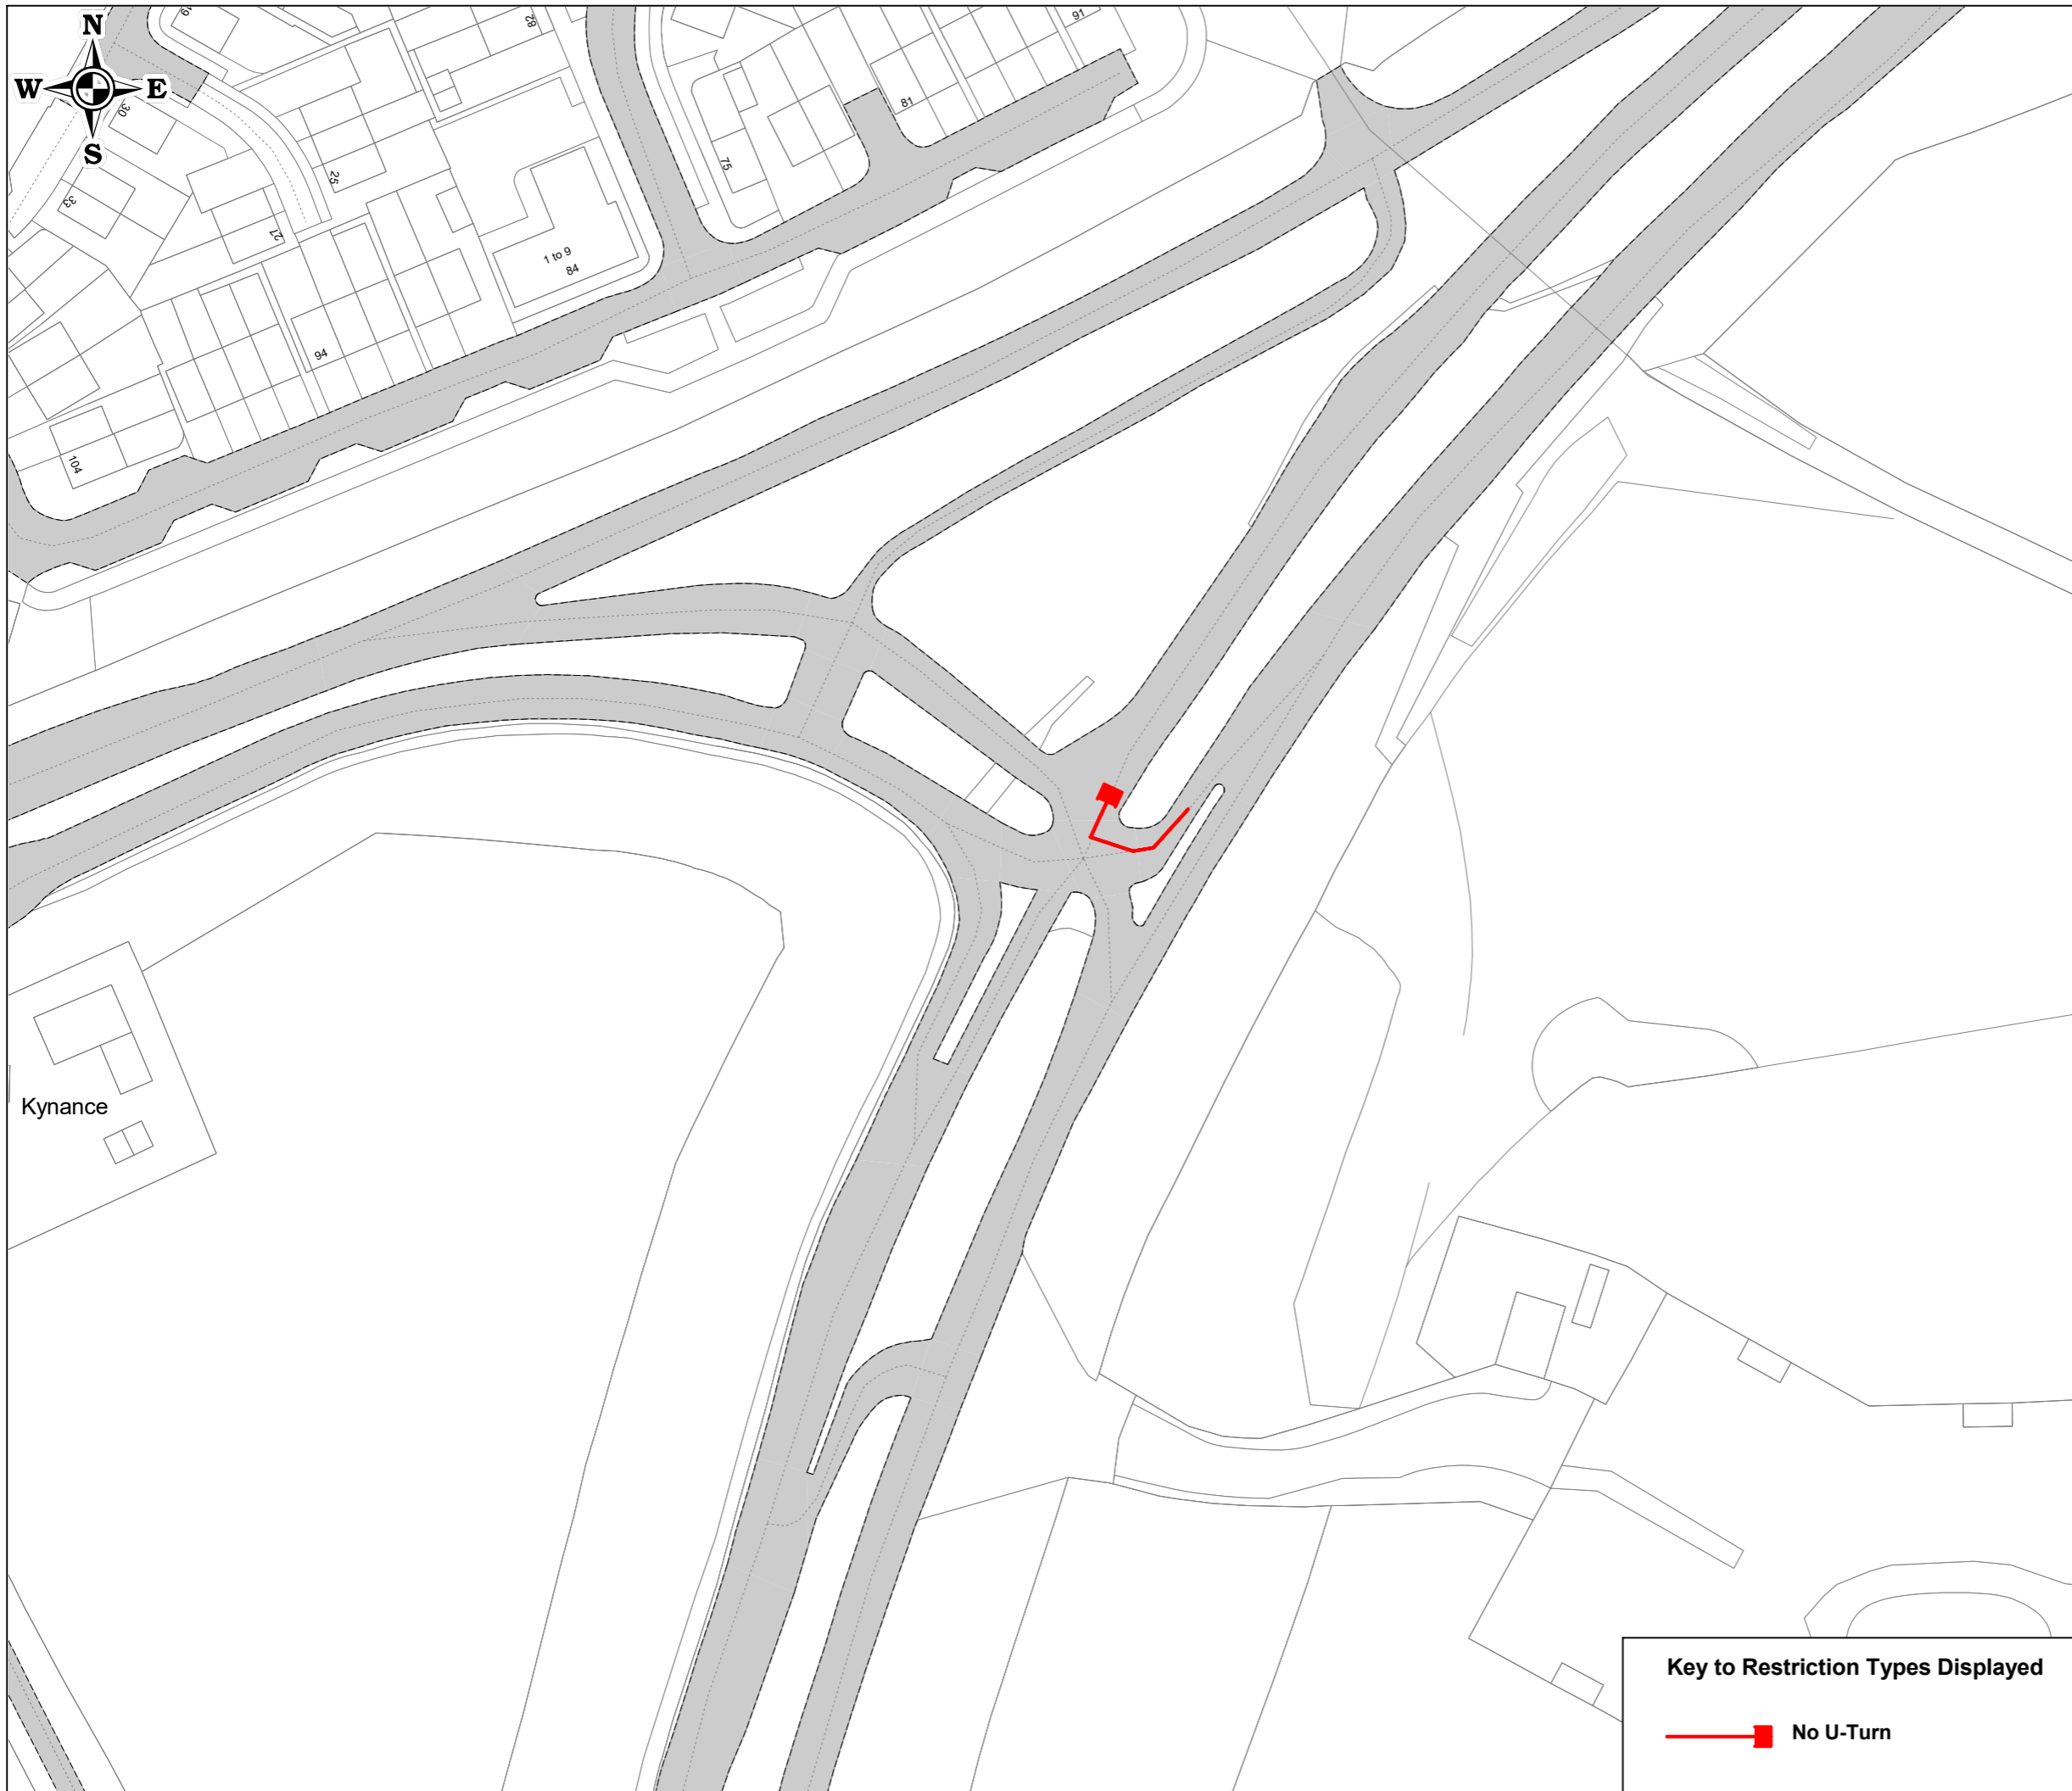 N
W E
S
19
82
91
30
81
25
75
33
27
1 to 9
84
94
104
Kynance
Key to Restriction Types Displayed
No U-Turn